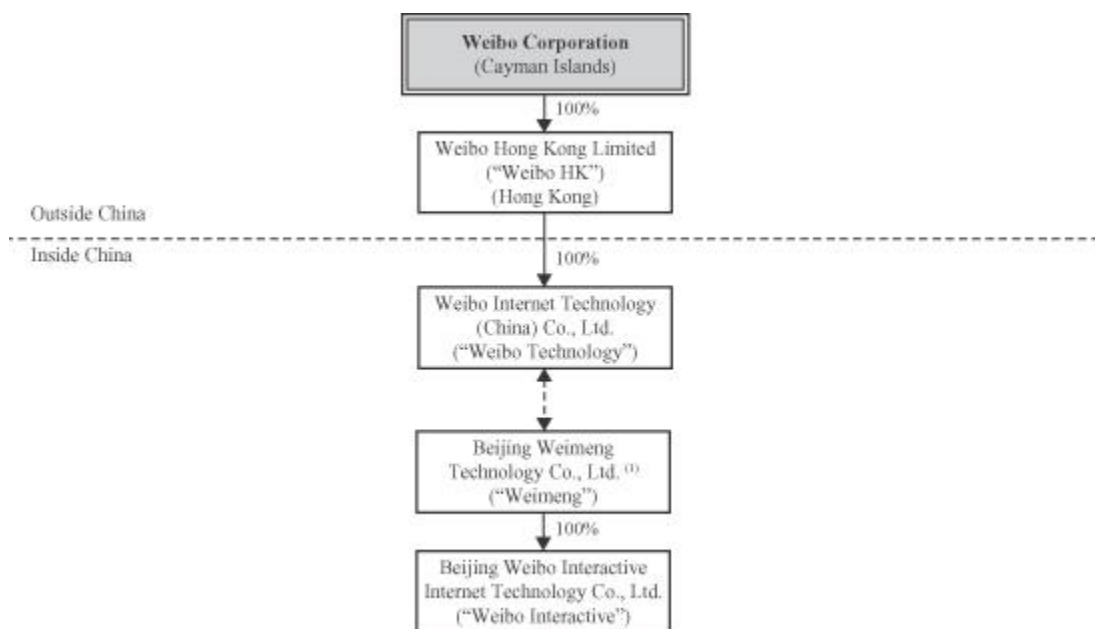 Weibo Corporation
(Cayman Islands)
100%
Weibo Hong Kong Limited
(“Weibo HK”)
(Hong Kong)
Outside China
Inside China
100%
Weibo Internet Technology
(China) Co., Ltd.
(“Weibo Technology”)
Beijing Weimeng
Technology Co., Ltd. (1)
(“Weimeng”)
100%
Beijing Weibo Interactive
Internet Technology Co., Ltd.
(“Weibo Interactive”)